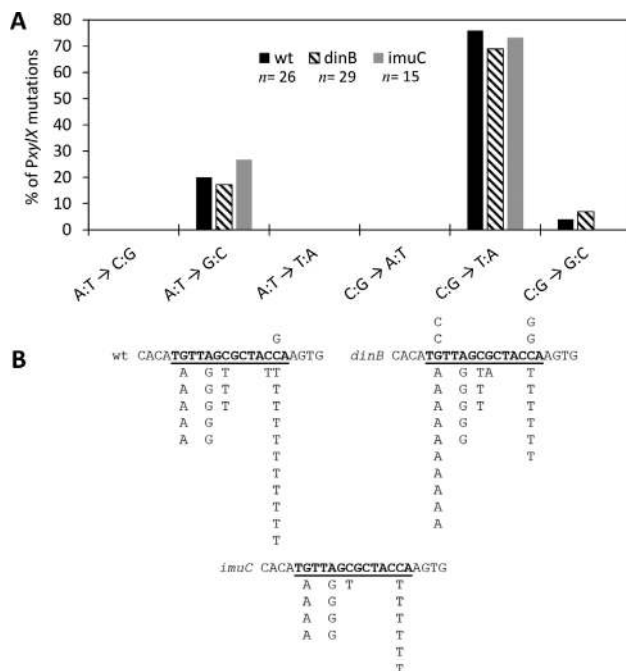 A
80
70
60
50
40
30
20
10
0
% of PxylX mutations
wt dinB imuC
n= 26 n= 29 n= 15
A:T → C:G A:T → G:C A:T → T:A C:G → A:T C:G → T:A C:G → G:C
B
C G
G C G
wt CACATGTTAGCGCTACCAAGTG dinB CACATGTTAGCGCTACCAAGTG
A G T TT A G TA T
A G T T A G T T
A G T T A G T T
A G T A G T
A G T A G T
T A T
T A
T A
T A
T A
T
imuC CACATGTTAGCGCTACCAAGTG
A G T T
A G T
A G T
A G T
T
T